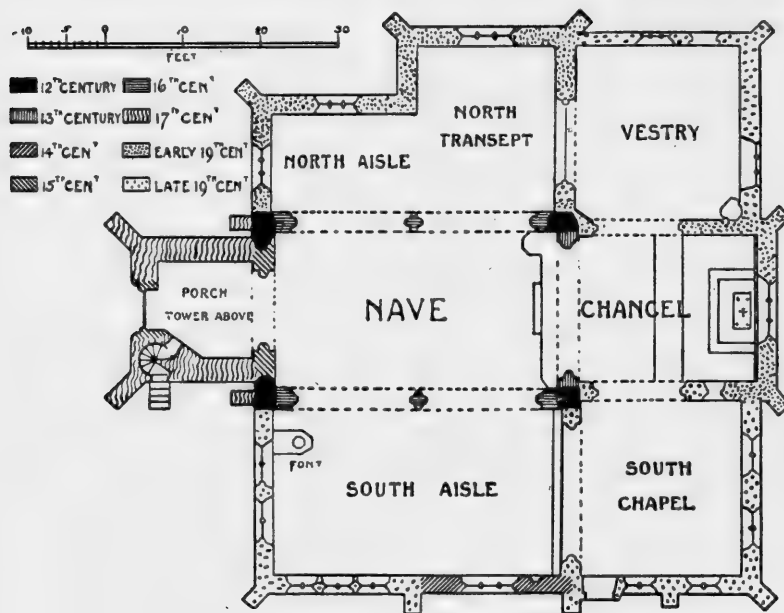 10 5 0 10 20 30
FEET
12TH CENTURY 16TH CENT
13TH CENTURY 17TH CENT
14TH CENT EARLY 19TH CENT
15TH CENT LATE 19TH CENT
NORTH AISLE
NORTH TRANSEPT
VESTRY
PORCH
TOWER ABOVE
NAVE
CHANCEL
FONT
SOUTH AISLE
SOUTH CHAPEL